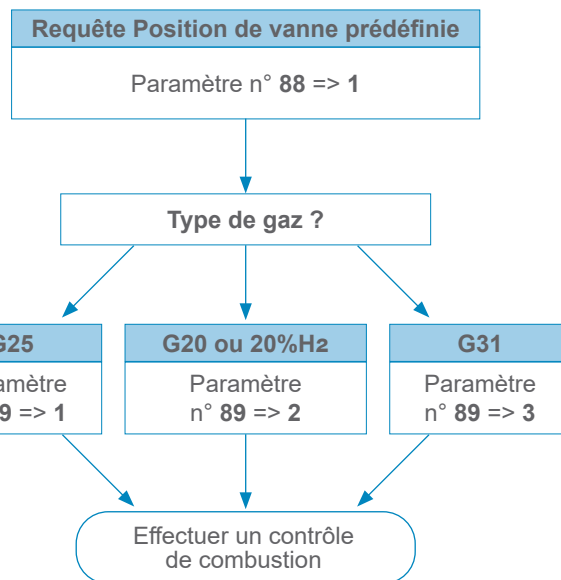 Requête Position de vanne prédéfinie
Paramètre n° 88 => 1
Type de gaz ?
G25
amètre
9 => 1
G20 ou 20%H2
Paramètre
n° 89 => 2
G31
Paramètre
n° 89 => 3
Effectuer un contrôle
de combustion